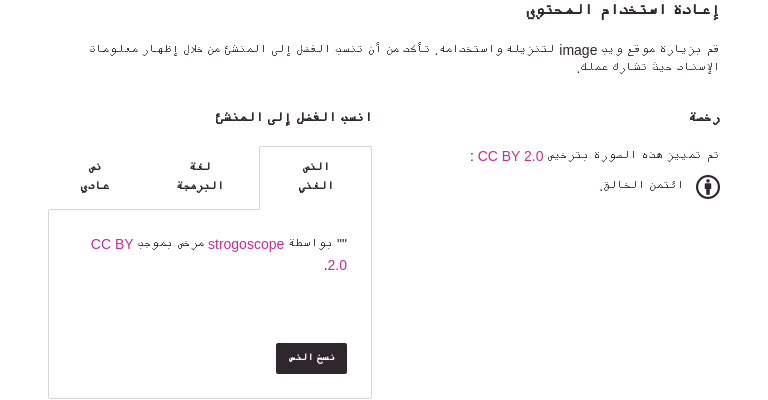 إعادة استخدام المحتوى
قم بزيارة موقع ويب image لتنزيله واستخدامه. تأكد من أن تنسب الفضل إلى المنشئ من خلال إظهار معلومات
الإسناد حيث تشارك عملك.
رخصة
تم تمييز هذه الصورة بترخيص CC BY 2.0 :
ائتمن الخالق.
انسب الفضل إلى المنشئ
النص
الغني
لغة
البرمجة
نص
عادي
"" بواسطة strogoscope مرخص بموجب CC BY
2.0.
نسخ النص